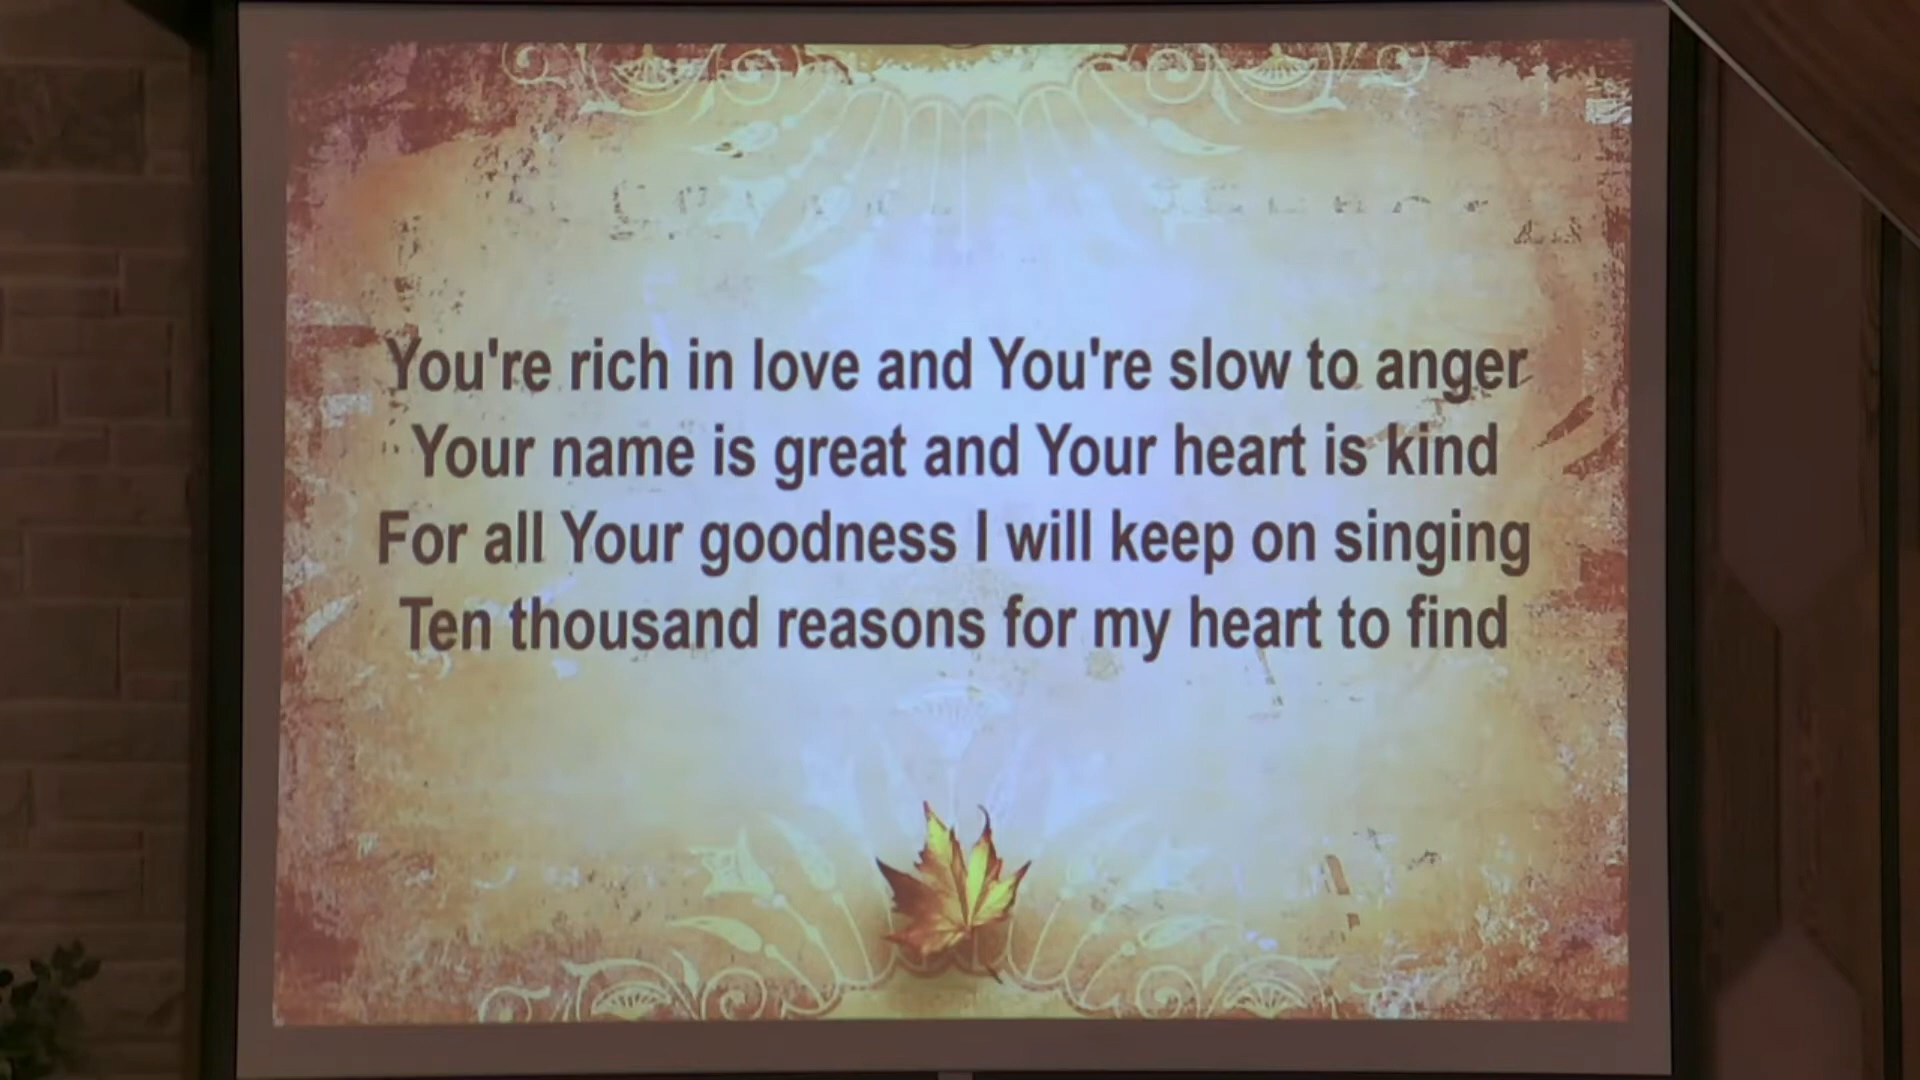 You're rich in love and You're slow to anger
Your name is great and Your heart is kind
For all Your goodness I will keep on singing
Ten thousand reasons for my heart to find